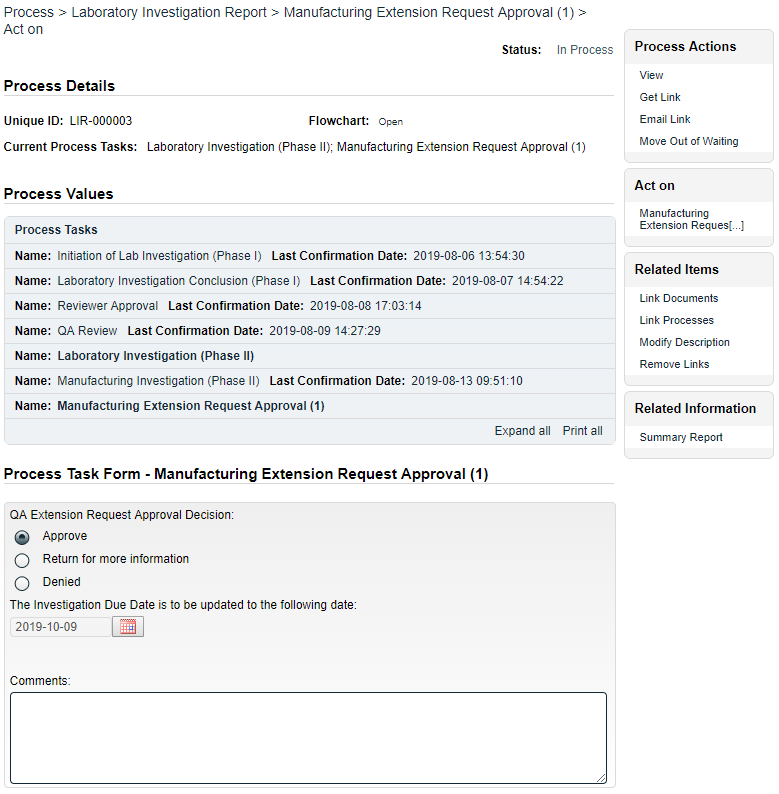 Process > Laboratory Investigation Report > Manufacturing Extension Request Approval (1) >
Act on
Status: In Process
Process Details
Unique ID: LIR-000003 Flowchart: Open
Current Process Tasks: Laboratory Investigation (Phase II); Manufacturing Extension Request Approval (1)
Process Values
Process Tasks
Name: Initiation of Lab Investigation (Phase I) Last Confirmation Date: 2019-08-06 13:54:30
Name: Laboratory Investigation Conclusion (Phase I) Last Confirmation Date: 2019-08-07 14:54:22
Name: Reviewer Approval Last Confirmation Date: 2019-08-08 17:03:14
Name: QA Review Last Confirmation Date: 2019-08-09 14:27:29
Name: Laboratory Investigation (Phase II)
Name: Manufacturing Investigation (Phase II) Last Confirmation Date: 2019-08-13 09:51:10
Name: Manufacturing Extension Request Approval (1)
Expand all Print all
Process Task Form - Manufacturing Extension Request Approval (1)
QA Extension Request Approval Decision:
Approve
Return for more information
Denied
The Investigation Due Date is to be updated to the following date:
2019-10-09
Comments:
Process Actions
View
Get Link
Email Link
Move Out of Waiting
Act on
Manufacturing
Extension Reques[...]
Related Items
Link Documents
Link Processes
Modify Description
Remove Links
Related Information
Summary Report